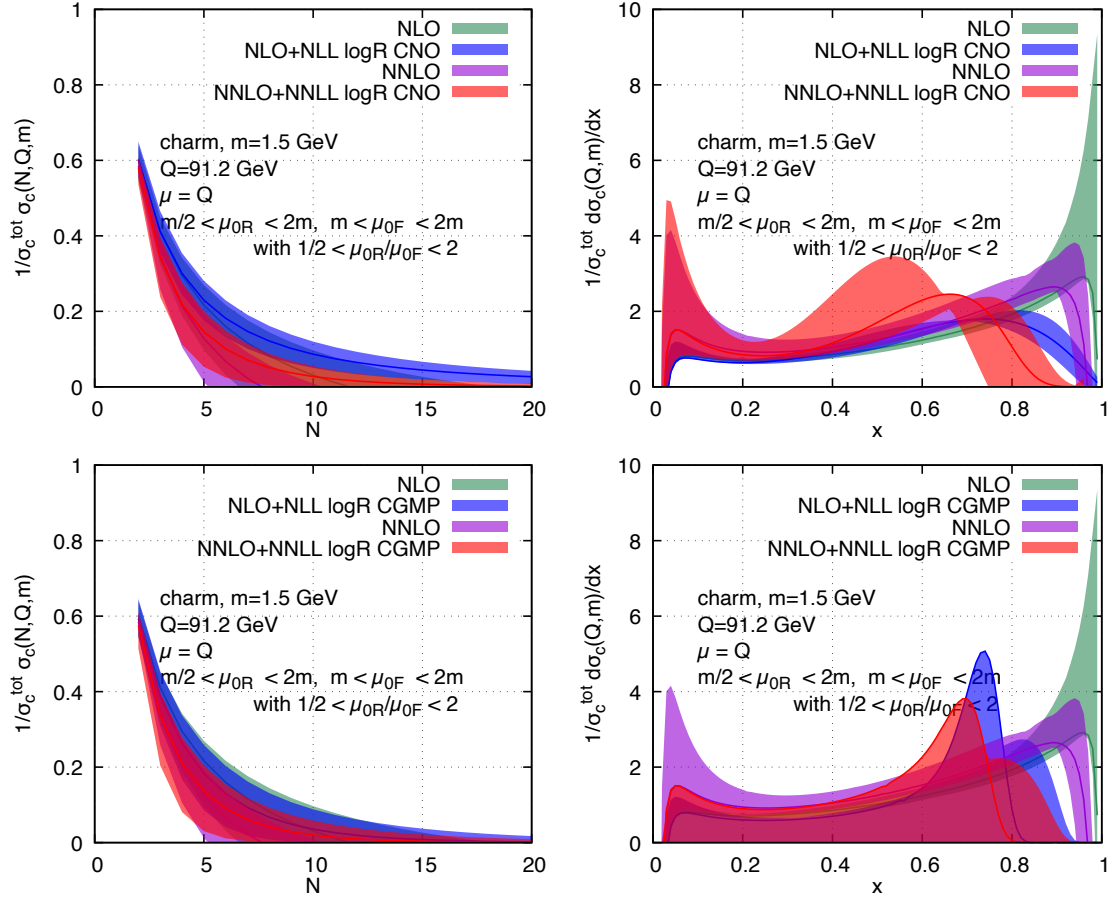 NLO
NLO+NLL logR CNO
NNLO
NNLO+NNLL logR CNO
charm, m=1.5 GeV
Q=91.2 GeV
μ = Q
m/2 < μ0R < 2m, m < μ0F < 2m
with 1/2 < μ0R/μ0F < 2
1/σc^tot σc(N,Q,m)
1
0.8
0.6
0.4
0.2
0
0 5 10 15 20
N
NLO
NLO+NLL logR CNO
NNLO
NNLO+NNLL logR CNO
charm, m=1.5 GeV
Q=91.2 GeV
μ = Q
m/2 < μ0R < 2m, m < μ0F < 2m
with 1/2 < μ0R/μ0F < 2
1/σc^tot dσc(Q,m)/dx
10
8
6
4
2
0
0 0.2 0.4 0.6 0.8 1
x
NLO
NLO+NLL logR CGMP
NNLO
NNLO+NNLL logR CGMP
charm, m=1.5 GeV
Q=91.2 GeV
μ = Q
m/2 < μ0R < 2m, m < μ0F < 2m
with 1/2 < μ0R/μ0F < 2
1/σc^tot σc(N,Q,m)
1
0.8
0.6
0.4
0.2
0
0 5 10 15 20
N
NLO
NLO+NLL logR CGMP
NNLO
NNLO+NNLL logR CGMP
charm, m=1.5 GeV
Q=91.2 GeV
μ = Q
m/2 < μ0R < 2m, m < μ0F < 2m
with 1/2 < μ0R/μ0F < 2
1/σc^tot dσc(Q,m)/dx
10
8
6
4
2
0
0 0.2 0.4 0.6 0.8 1
x